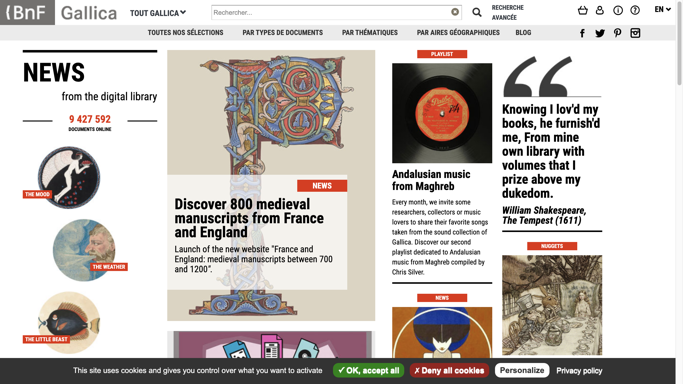 {BnF Gallica
TOUT GALLICA
Rechercher...
RECHERCHE
AVANCÉE
EN
TOUTES NOS SÉLECTIONS
PAR TYPES DE DOCUMENTS
PAR THÉMATIQUES
PAR AIRES GÉOGRAPHIQUES
BLOG
NEWS
from the digital library
9 427 592
DOCUMENTS ONLINE
THE MOOD
THE WEATHER
THE LITTLE BEAST
NEWS
Discover 800 medieval
manuscripts from France
and England
Launch of the new website "France and
England: medieval manuscripts between 700
and 1200".
PLAYLIST
Andalusian music
from Maghreb
Every month, we invite some
researchers, collectors or music
lovers to share their favorite songs
taken from the sound collection of
Gallica. Discover our second
playlist dedicated to Andalusian
music from Maghreb compiled by
Chris Silver.
NEWS
Knowing I lov'd my
books, he furnish'd
me, From mine
own library with
volumes that I
prize above my
dukedom.
William Shakespeare,
The Tempest (1611)
NUGGETS
This site uses cookies and gives you control over what you want to activate
✓ OK, accept all
✗ Deny all cookies
Personalize
Privacy policy